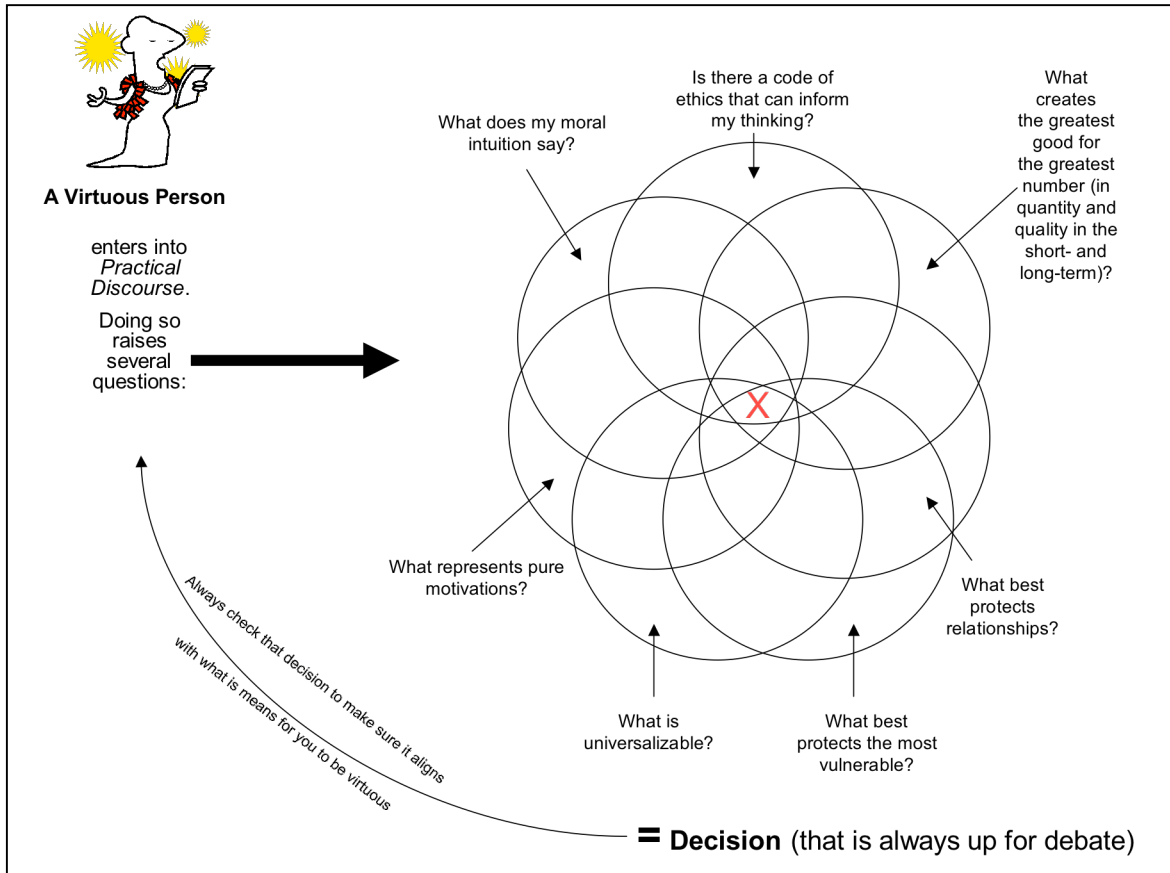 A Virtuous Person
enters into
Practical
Discourse.
Doing so
raises
several
questions:
What does my moral
intuition say?
Is there a code of
ethics that can inform
my thinking?
What
creates
the greatest
good for
the greatest
number (in
quantity and
quality in the
short- and
long-term)?
X
What represents pure
motivations?
What best
protects
relationships?
What is
universalizable?
What best
protects the most
vulnerable?
Always check that decision to make sure it aligns
with what is means for you to be virtuous
= Decision (that is always up for debate)